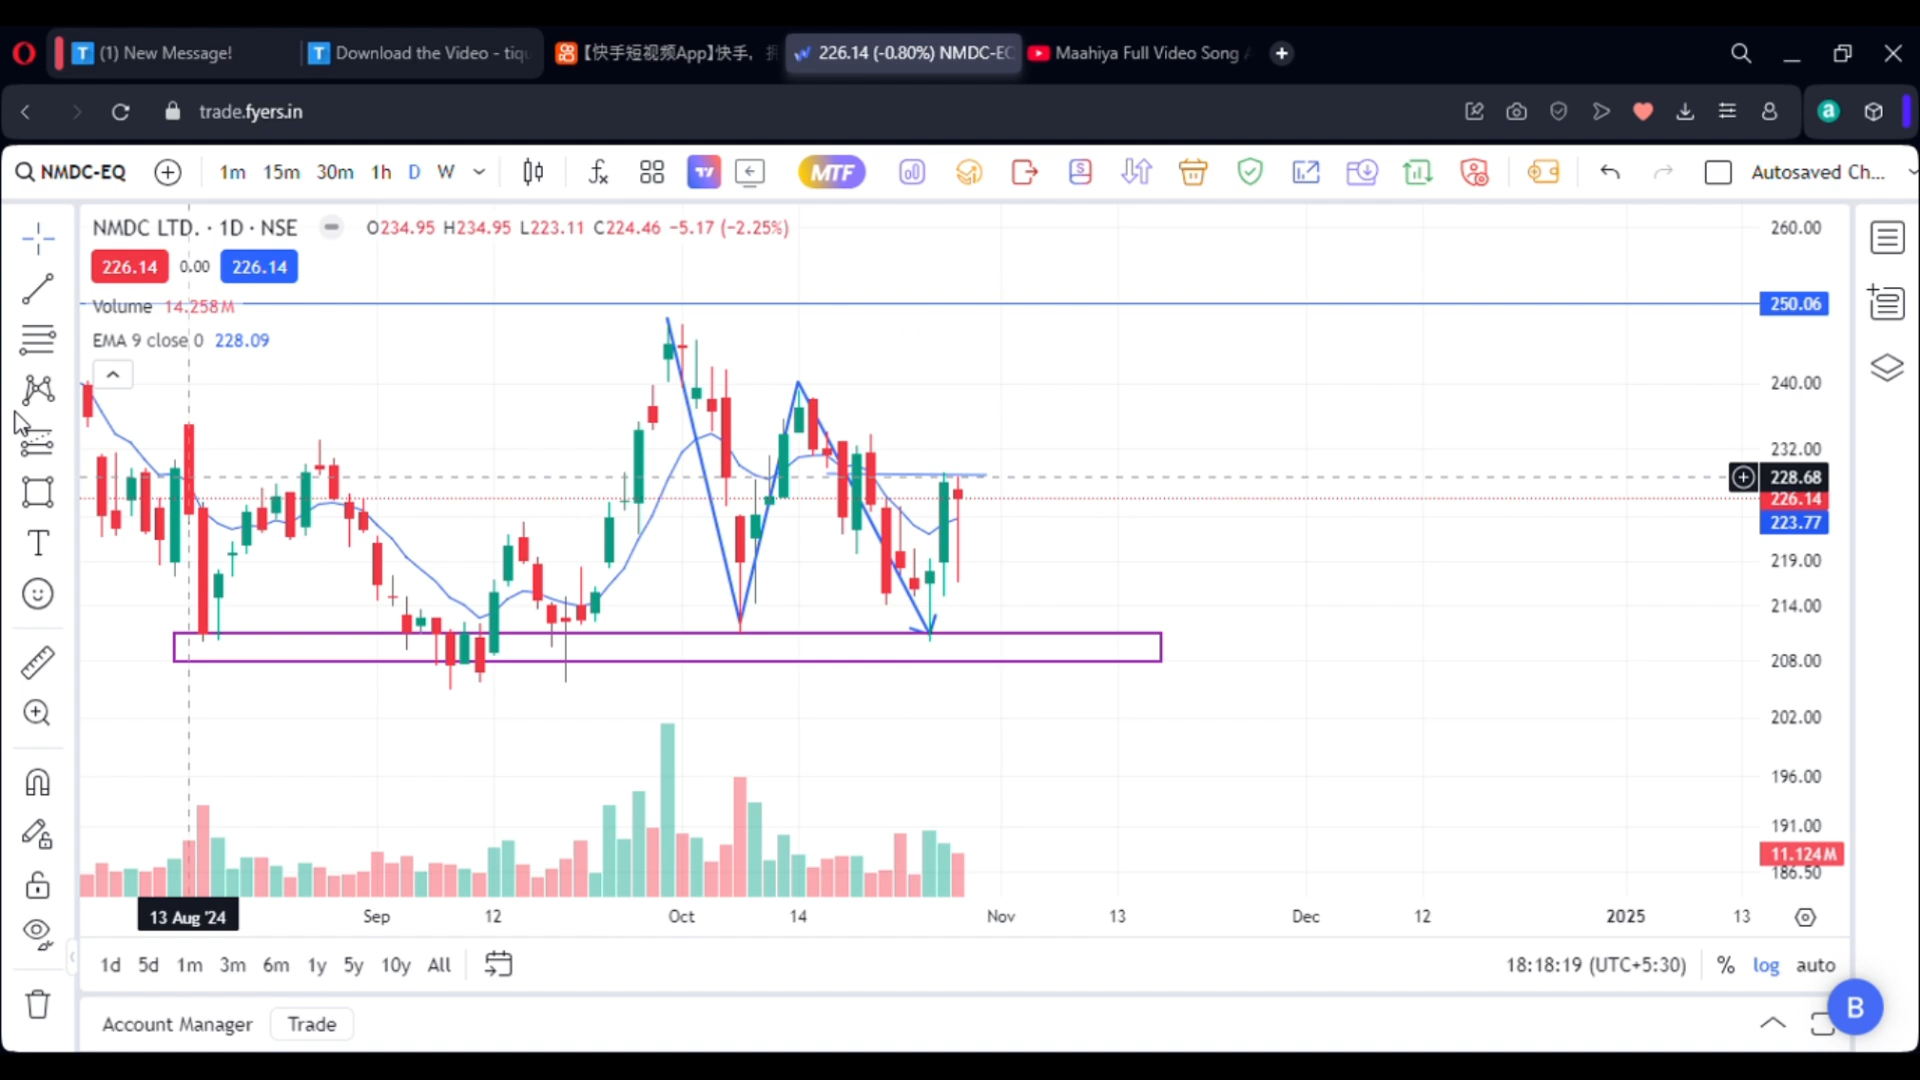 (1) New Message!
Download the Video - tiqu
【快手短视频App】快手，
226.14 (-0.80%) NMDC-EQ
Maahiya Full Video Song
trade.fyers.in
NMDC-EQ
1m 15m 30m 1h D W
MTF
Autosaved Ch...
NMDC LTD. · 1D · NSE
O234.95 H234.95 L223.11 C224.46 −5.17 (−2.25%)
226.14 0.00 226.14
Volume 14.258M
EMA 9 close 0 228.09
260.00
250.06
240.00
232.00
228.68
226.14
223.77
219.00
214.00
208.00
202.00
196.00
191.00
11.124M
186.50
13 Aug '24 Sep 12 Oct 14 Nov 13 Dec 12 2025 13
1d 5d 1m 3m 6m 1y 5y 10y All
18:18:19 (UTC+5:30) % log auto
Account Manager Trade
B